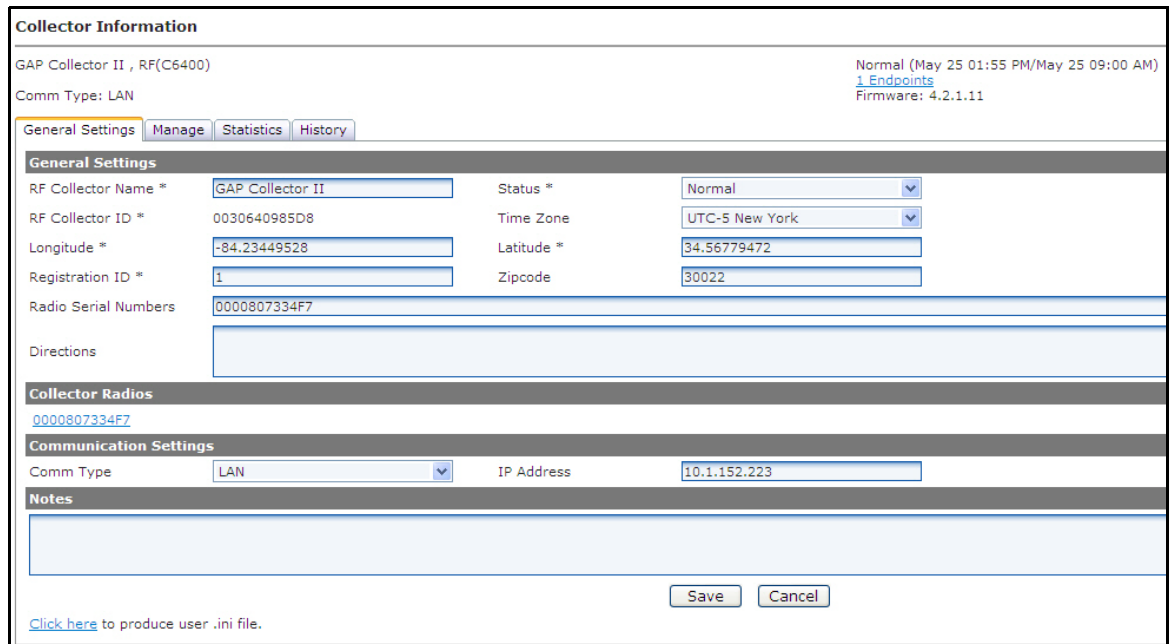 Collector Information
GAP Collector II , RF(C6400)
Normal (May 25 01:55 PM/May 25 09:00 AM)
1 Endpoints
Comm Type: LAN
Firmware: 4.2.1.11
General Settings Manage Statistics History
General Settings
RF Collector Name * GAP Collector II Status * Normal
RF Collector ID * 0030640985D8 Time Zone UTC-5 New York
Longitude * -84.23449528 Latitude * 34.56779472
Registration ID * 1 Zipcode 30022
Radio Serial Numbers 0000807334F7
Directions
Collector Radios
0000807334F7
Communication Settings
Comm Type LAN IP Address 10.1.152.223
Notes
Save Cancel
Click here to produce user .ini file.